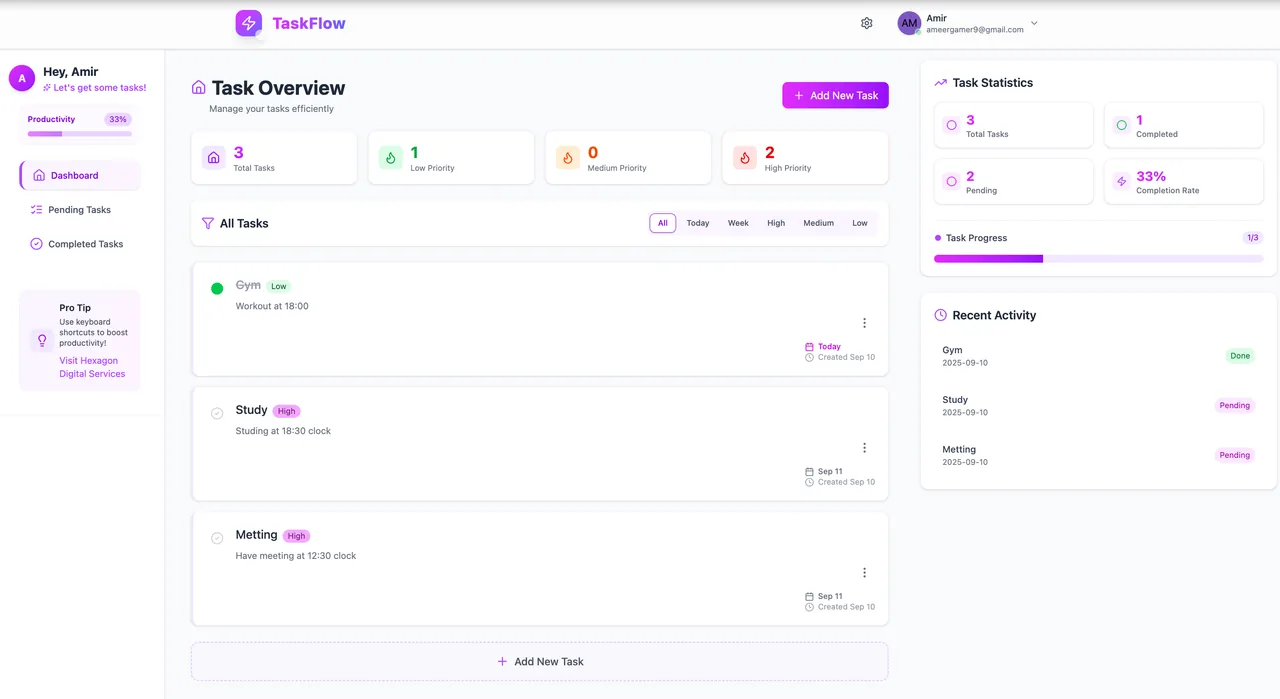 TaskFlow
AM
Amir
ameergamer9@gmail.com
A
Hey, Amir
Let's get some tasks!
Productivity
33%
Dashboard
Pending Tasks
Completed Tasks
Pro Tip
Use keyboard
shortcuts to boost
productivity!
Visit Hexagon
Digital Services
Task Overview
Manage your tasks efficiently
Add New Task
3
Total Tasks
1
Low Priority
0
Medium Priority
2
High Priority
All Tasks
All
Today
Week
High
Medium
Low
Gym
Low
Workout at 18:00
Today
Created Sep 10
Study
High
Studing at 18:30 clock
Sep 11
Created Sep 10
Metting
High
Have meeting at 12:30 clock
Sep 11
Created Sep 10
Add New Task
Task Statistics
3
Total Tasks
1
Completed
2
Pending
33%
Completion Rate
Task Progress
1/3
Recent Activity
Gym
2025-09-10
Done
Study
2025-09-10
Pending
Metting
2025-09-10
Pending